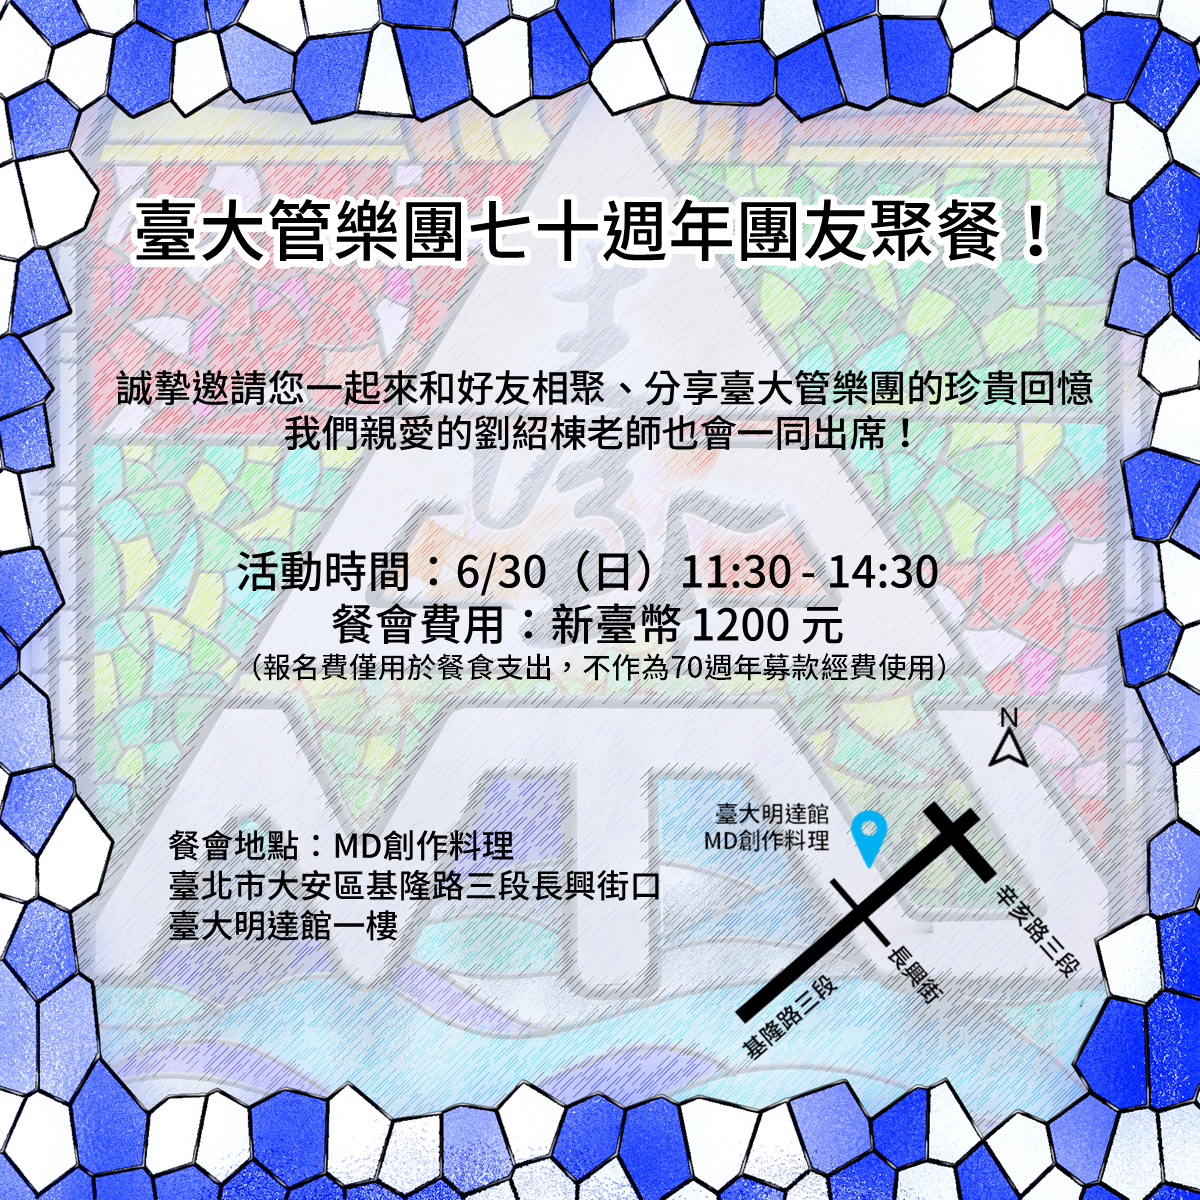 臺大管樂團七十週年團友聚餐！
誠摯邀請您一起來和好友相聚、分享臺大管樂團的珍貴回憶
我們親愛的劉紹棟老師也會一同出席！
活動時間：6/30（日）11:30 - 14:30
餐會費用：新臺幣 1200 元
（報名費僅用於餐食支出，不作為70週年募款經費使用）
N
臺大明達館
MD創作料理
餐會地點：MD創作料理
臺北市大安區基隆路三段長興街口
臺大明達館一樓
辛亥路三段
長興街
基隆路三段